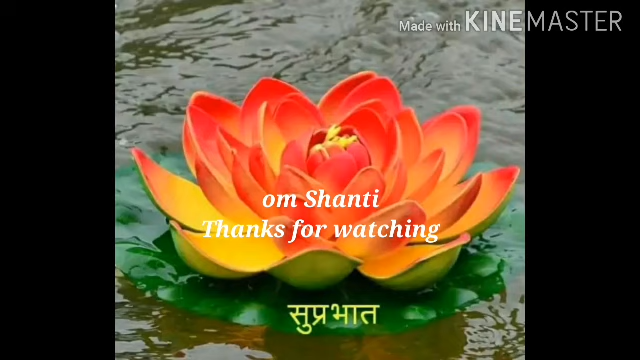 Made with KINEMASTER
om Shanti
Thanks for watching
सुप्रभात